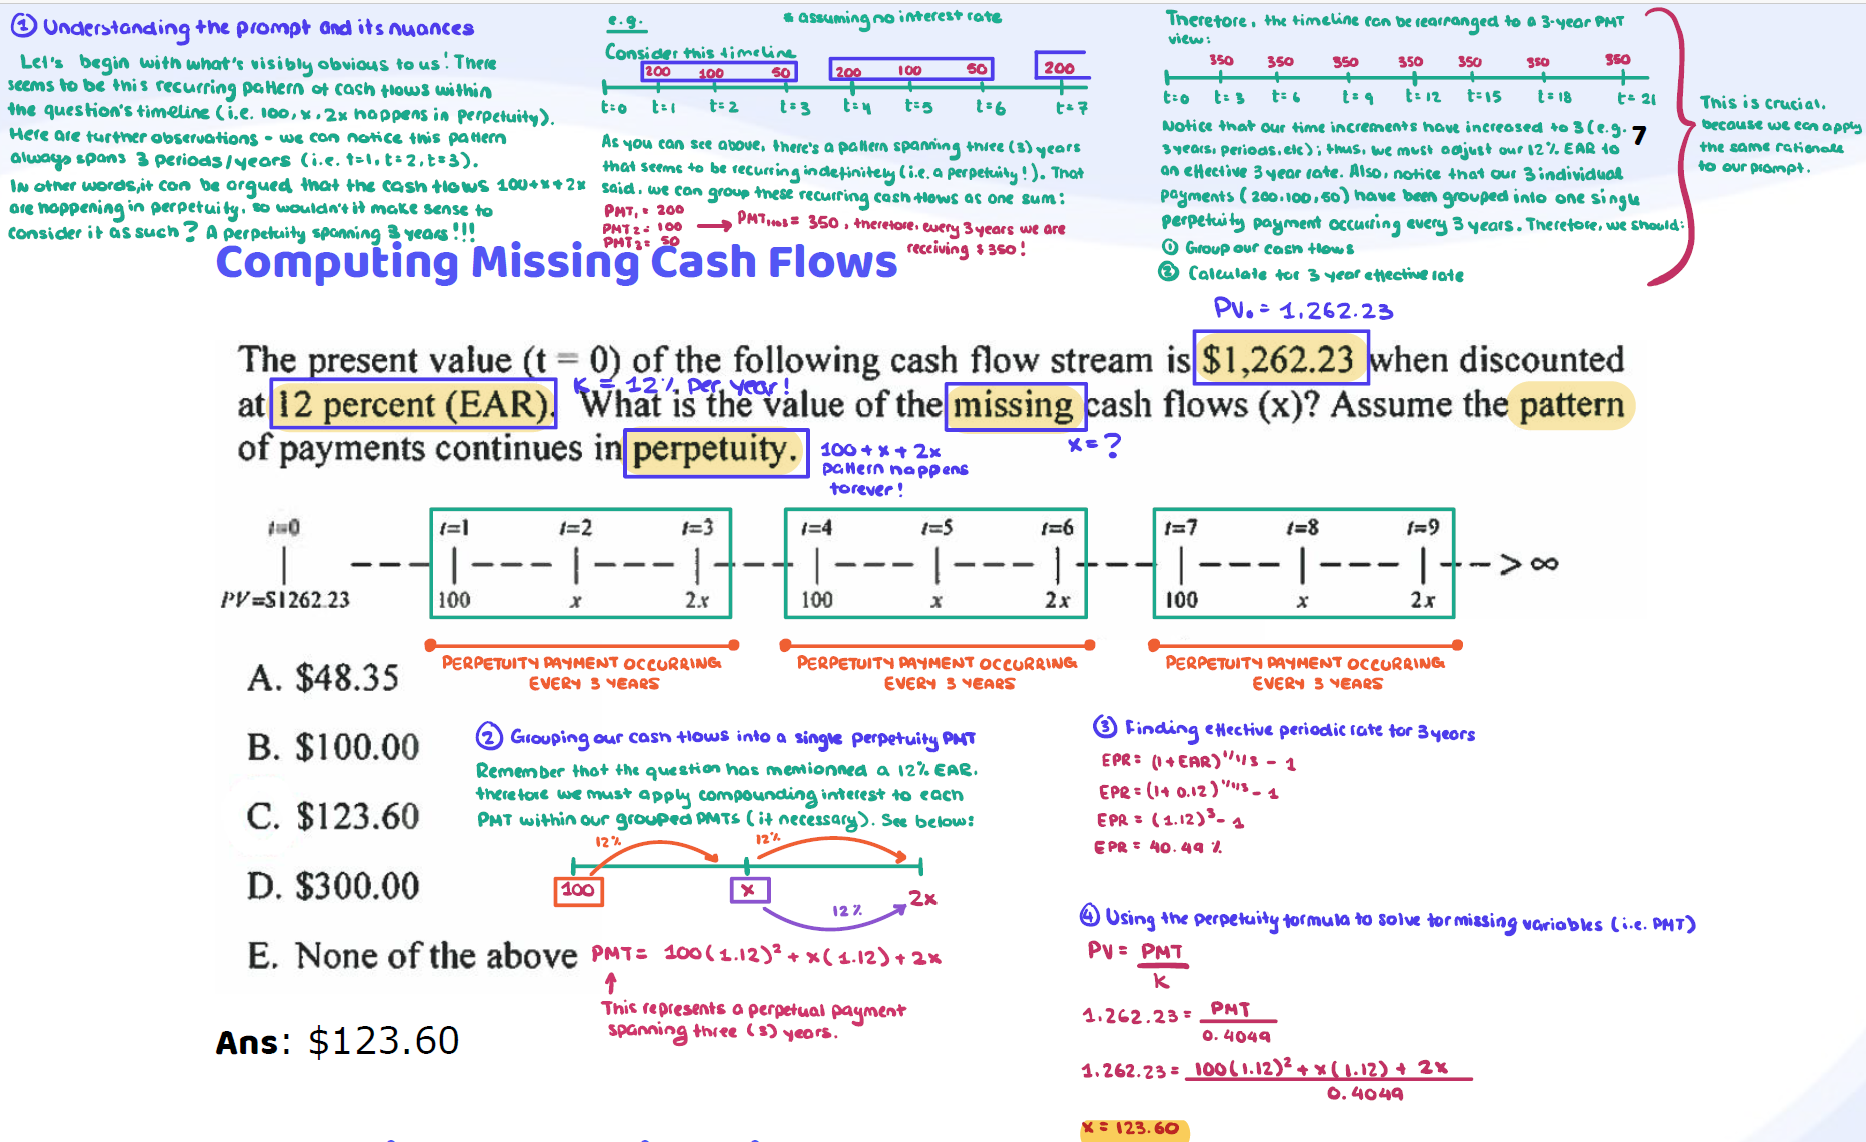 ① Understanding the prompt and its nuances
Let's begin with what's visibly obvious to us! There
seems to be this recurring pattern of cash flows within
the question's timeline (i.e. 100, x, 2x happens in perpetuity).
Here are further observations - we can notice this pattern
always spans 3 periods/years (i.e. t=1, t=2, t=3).
In other words, it can be argued that the cash flows 100+x+2x
are happening in perpetuity, so wouldn't it make sense to
consider it as such? A perpetuity spanning 3 years!!!
e.g.
* assuming no interest rate
Consider this timeline
200 100 50 200 100 50 200
t=0 t=1 t=2 t=3 t=4 t=5 t=6 t=7
As you can see above, there's a pattern spanning three (3) years
that seems to be recurring indefinitely (i.e. a perpetuity!). That
said, we can group these recurring cash flows as one sum:
PMT₁ = 200
PMT2 = 100
PMT3 = 50
= 350, therefore, every 3 years we are
receiving $350!
Therefore, the timeline can be rearranged to a 3-year PMT
view:
350 350 350 350 350 350 350
t=0 t=3 t=6 t=9 t=12 t=15 t=18 t=21
Notice that our time increments have increased to 3 (e.g. 7
3 years, periods, etc); thus, we must adjust our 12% EAR to
an effective 3 year rate. Also, notice that our 3 individual
payments (200, 100, 50) have been grouped into one single
perpetuity payment occuring every 3 years. Therefore, we should:
① Group our cash flows
② Calculate for 3 year effective rate
This is crucial,
because we can apply
the same rationale
to our prompt.
Computing Missing Cash Flows
PV₀ = 1,262.23
The present value (t = 0) of the following cash flow stream is $1,262.23 when discounted
K = 12% per year!
at 12 percent (EAR). What is the value of the missing cash flows (x)? Assume the pattern
of payments continues in perpetuity.
100 + x + 2x
pattern happens
forever!
x = ?
t=0 t=1 t=2 t=3 t=4 t=5 t=6 t=7 t=8 t=9
> ∞
PV=$1262.23 100 x 2x 100 x 2x 100 x 2x
PERPETUITY PAYMENT OCCURRING
EVERY 3 YEARS
PERPETUITY PAYMENT OCCURRING
EVERY 3 YEARS
PERPETUITY PAYMENT OCCURRING
EVERY 3 YEARS
A. $48.35
B. $100.00
C. $123.60
D. $300.00
E. None of the above
Ans: $123.60
② Grouping our cash flows into a single perpetuity PMT
Remember that the question has mentionned a 12% EAR,
therefore we must apply compounding interest to each
PMT within our grouped PMTs (if necessary). See below:
12% 12%
100 x 2x
12%
PMT = 100(1.12)² + x(1.12) + 2x
This represents a perpetual payment
spanning three (3) years.
③ Finding effective periodic rate for 3 years
EPR = (1+EAR)^1/1/3 - 1
EPR = (1+0.12)^1/1/3 - 1
EPR = (1.12)³ - 1
EPR = 40.49%
④ Using the perpetuity formula to solve for missing variables (i.e. PMT)
PV = PMT
K
1,262.23 = PMT
0.4049
1,262.23 = 100(1.12)² + x(1.12) + 2x
0.4049
x = 123.60